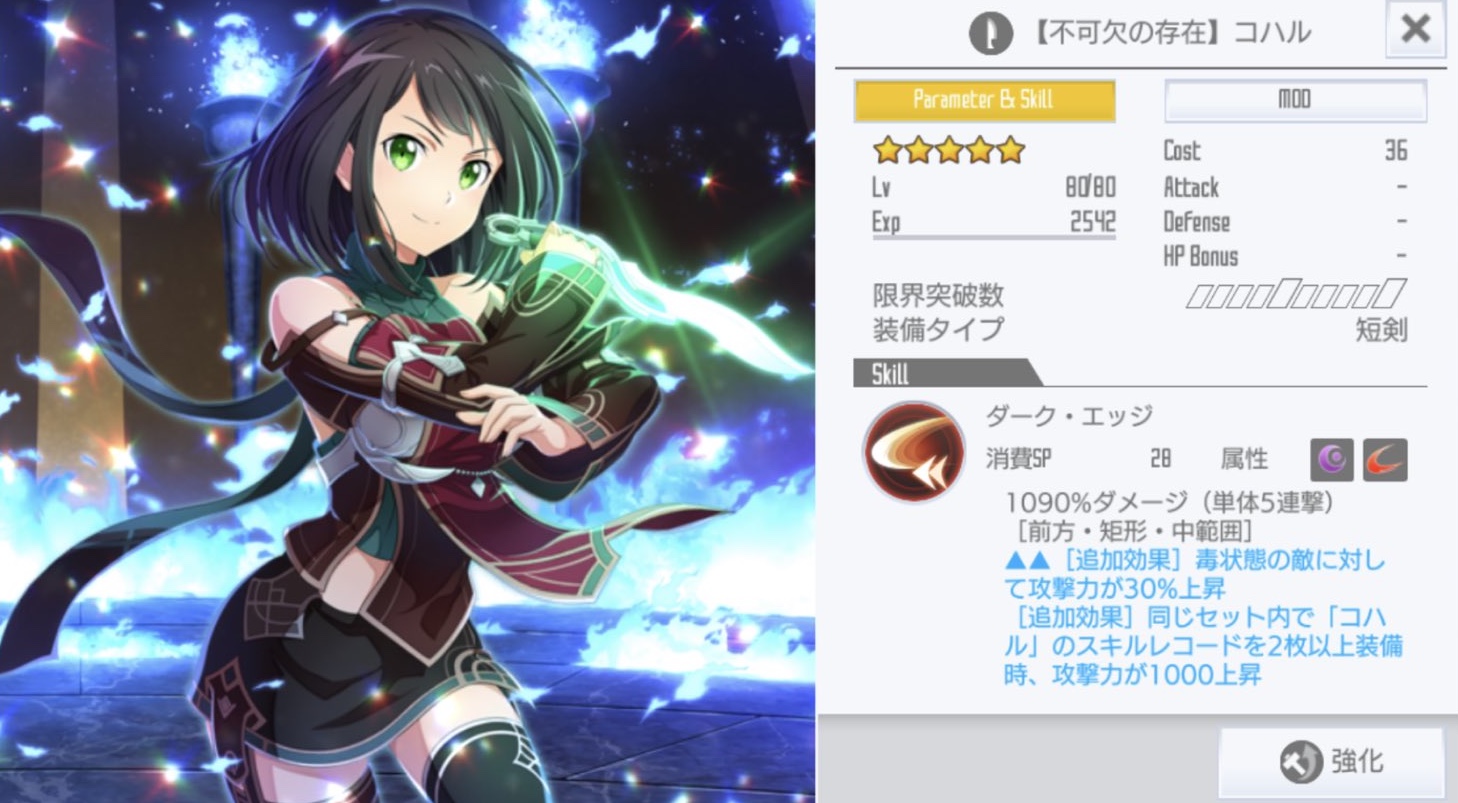 【不可欠の存在】コハル
Parameter & Skill
MOD
Lv 80/80
Exp 2542
Cost 36
Attack -
Defense -
HP Bonus -
限界突破数
装備タイプ 短剣
Skill
ダーク・エッジ
消費SP 28 属性
1090%ダメージ（単体5連撃）
［前方・矩形・中範囲］
▲▲［追加効果］毒状態の敵に対し
て攻撃力が30%上昇
［追加効果］同じセット内で「コハ
ル」のスキルレコードを2枚以上装備
時、攻撃力が1000上昇
強化